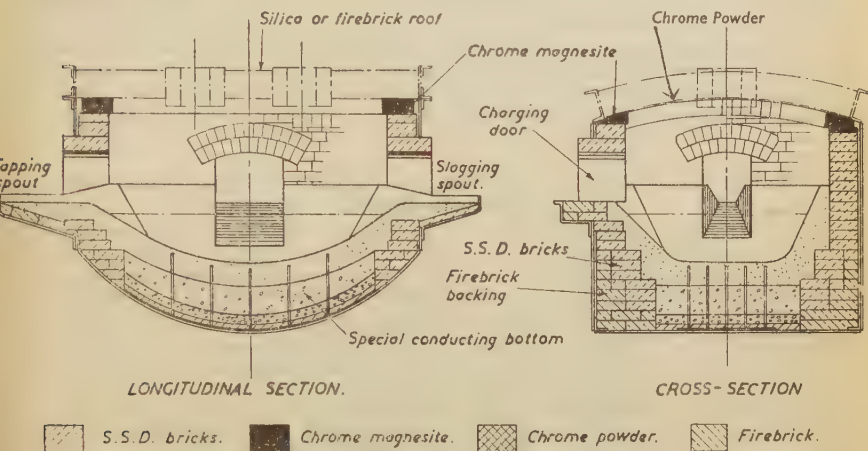 Silica or firebrick roof
Chrome Powder
Chrome magnesite
Charging
door
Tapping
spout
Slagging
spout.
S.S.D. bricks
Firebrick
backing
Special conducting bottom
LONGITUDINAL SECTION.
CROSS-SECTION
S.S.D. bricks.
Chrome magnesite.
Chrome powder.
Firebrick.